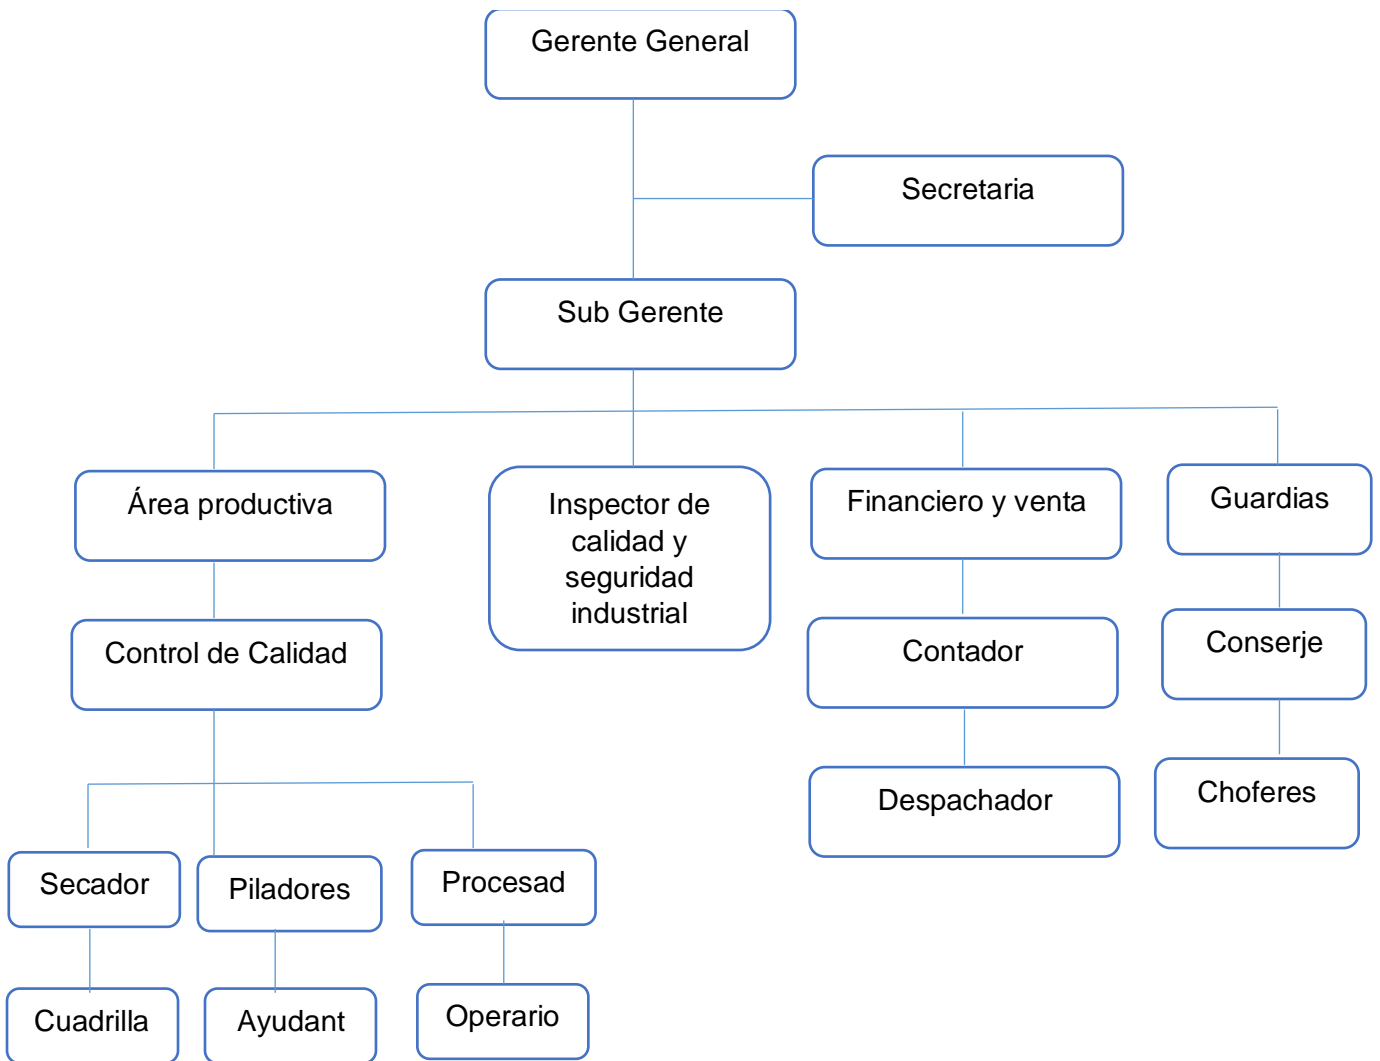 Gerente General
Secretaria
Sub Gerente
Área productiva
Inspector de
calidad y
seguridad
industrial
Financiero y venta
Guardias
Control de Calidad
Contador
Conserje
Despachador
Choferes
Secador
Piladores
Procesad
Cuadrilla
Ayudant
Operario